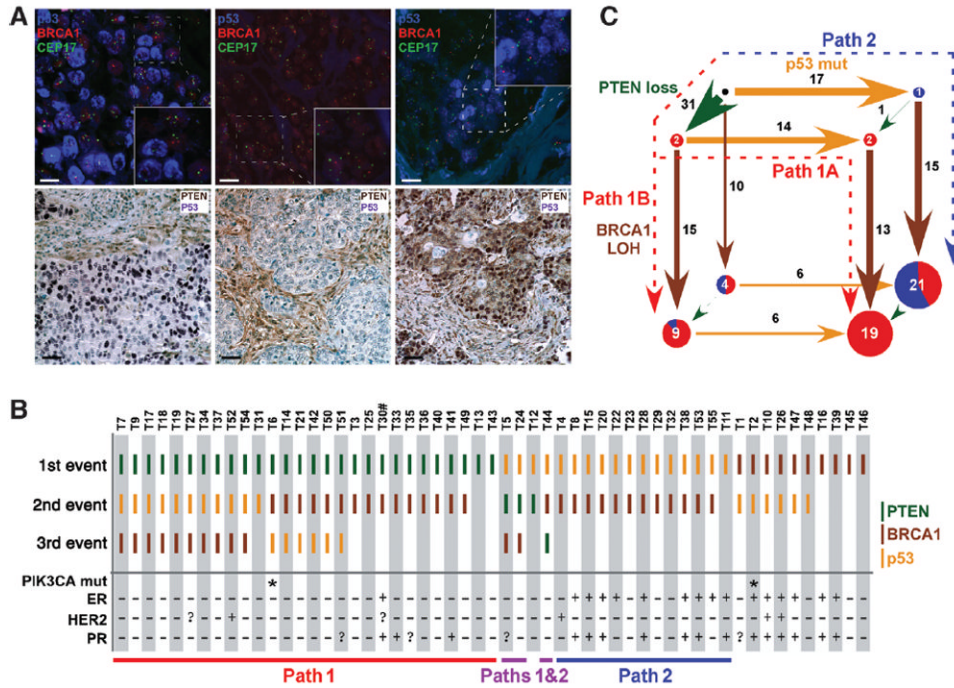 A
p53
BRCA1
CEP17
p53
BRCA1
CEP17
p53
BRCA1
CEP17
PTEN
P53
PTEN
P53
PTEN
P53
C
Path 2
p53 mut
17
PTEN loss
31
1
1
2
14
2
Path 1A
10
15
Path 1B
BRCA1
LOH
15
13
4
6
21
9
6
19
B
T7 T9 T17 T18 T19 T27 T34 T37 T52 T54 T31 T6 T14 T21 T42 T50 T51 T3 T25 T30# T33 T35 T36 T40 T41 T49 T13 T43 T5 T24 T12 T44 T4 T8 T15 T20 T22 T23 T28 T29 T32 T38 T53 T55 T11 T1 T2 T10 T26 T47 T48 T16 T39 T45 T46
1st event
2nd event
3rd event
PTEN
BRCA1
p53
PIK3CA mut * *
ER - - - - - - - - - - - - - - - - - - - + - - - - - - - - - - - - - + + + + - + - - + + + + - + + + + - + + - -
HER2 - - - - - ? - - + - - - - - - - - - - ? - - - - - - - - - - - - + - - - - - - - - - - - - - - + + - - - - - -
PR - - - - - - - - - - - - - - - - ? - - + + ? - - + - - - ? - - - - + + + - - + - - + + - + ? + + + + - + + - -
Path 1
Paths 1&2
Path 2